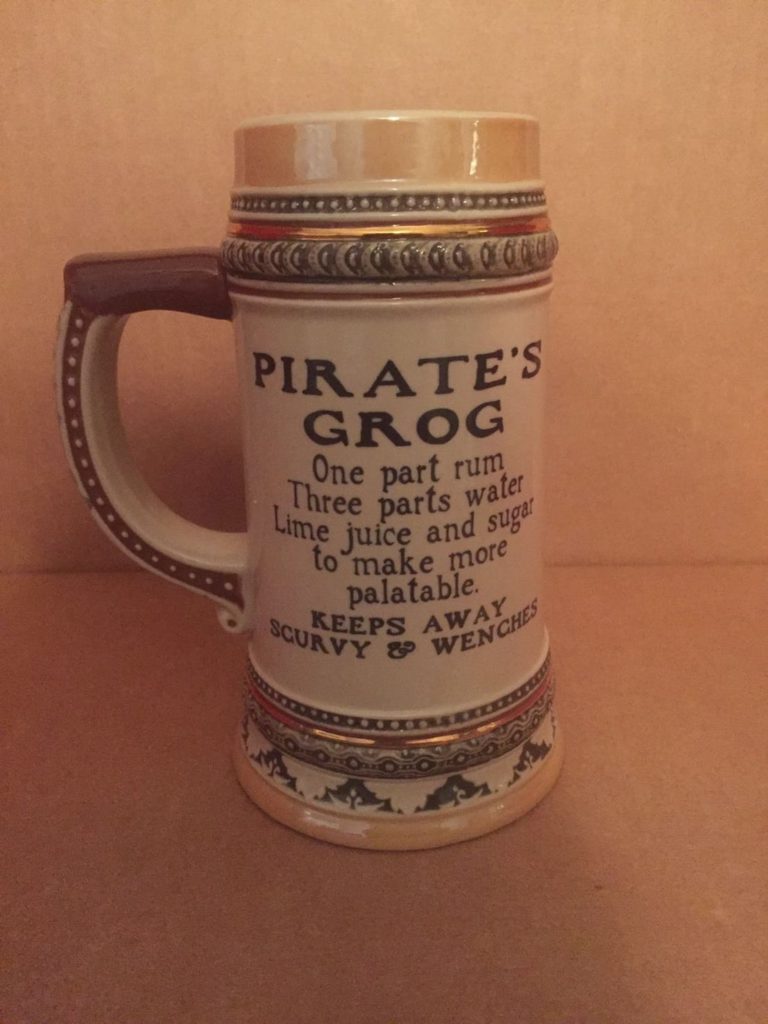 PIRATE'S
GROG
One part rum
Three parts water
Lime juice and sugar
to make more
palatable.
KEEPS AWAY
SCURVY & WENCHES